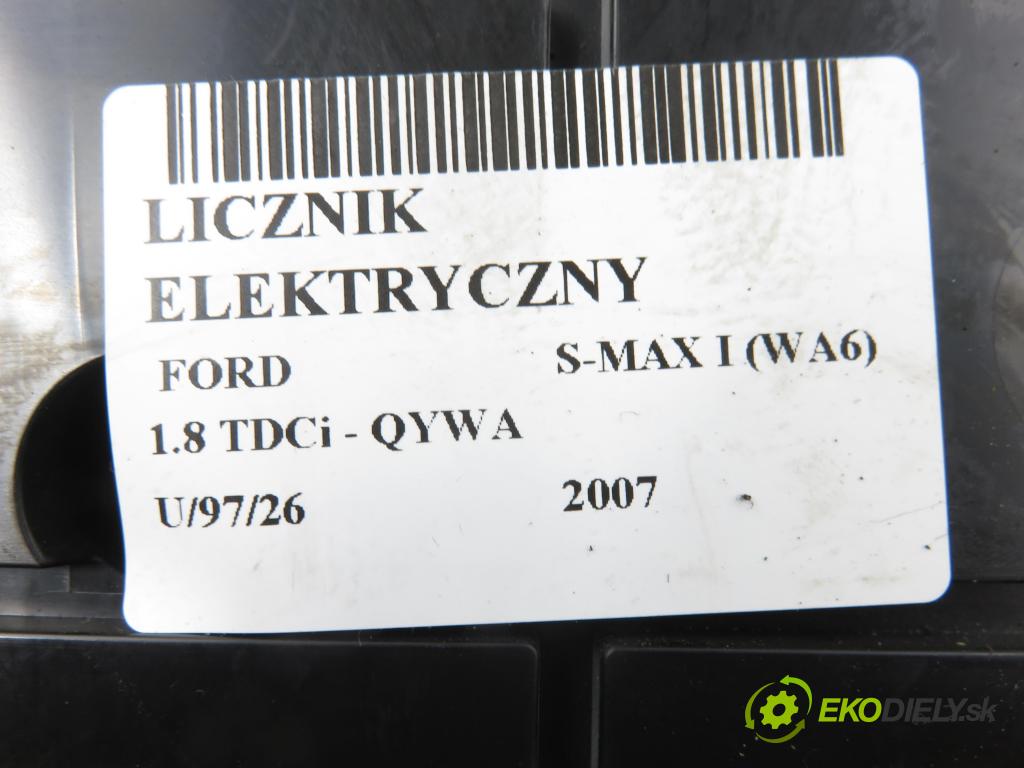 LICZNIK
ELEKTRYCZNY
FORD S-MAX I (WA6)
1.8 TDCi - QYWA
U/97/26 2007
EKODIELY.sk